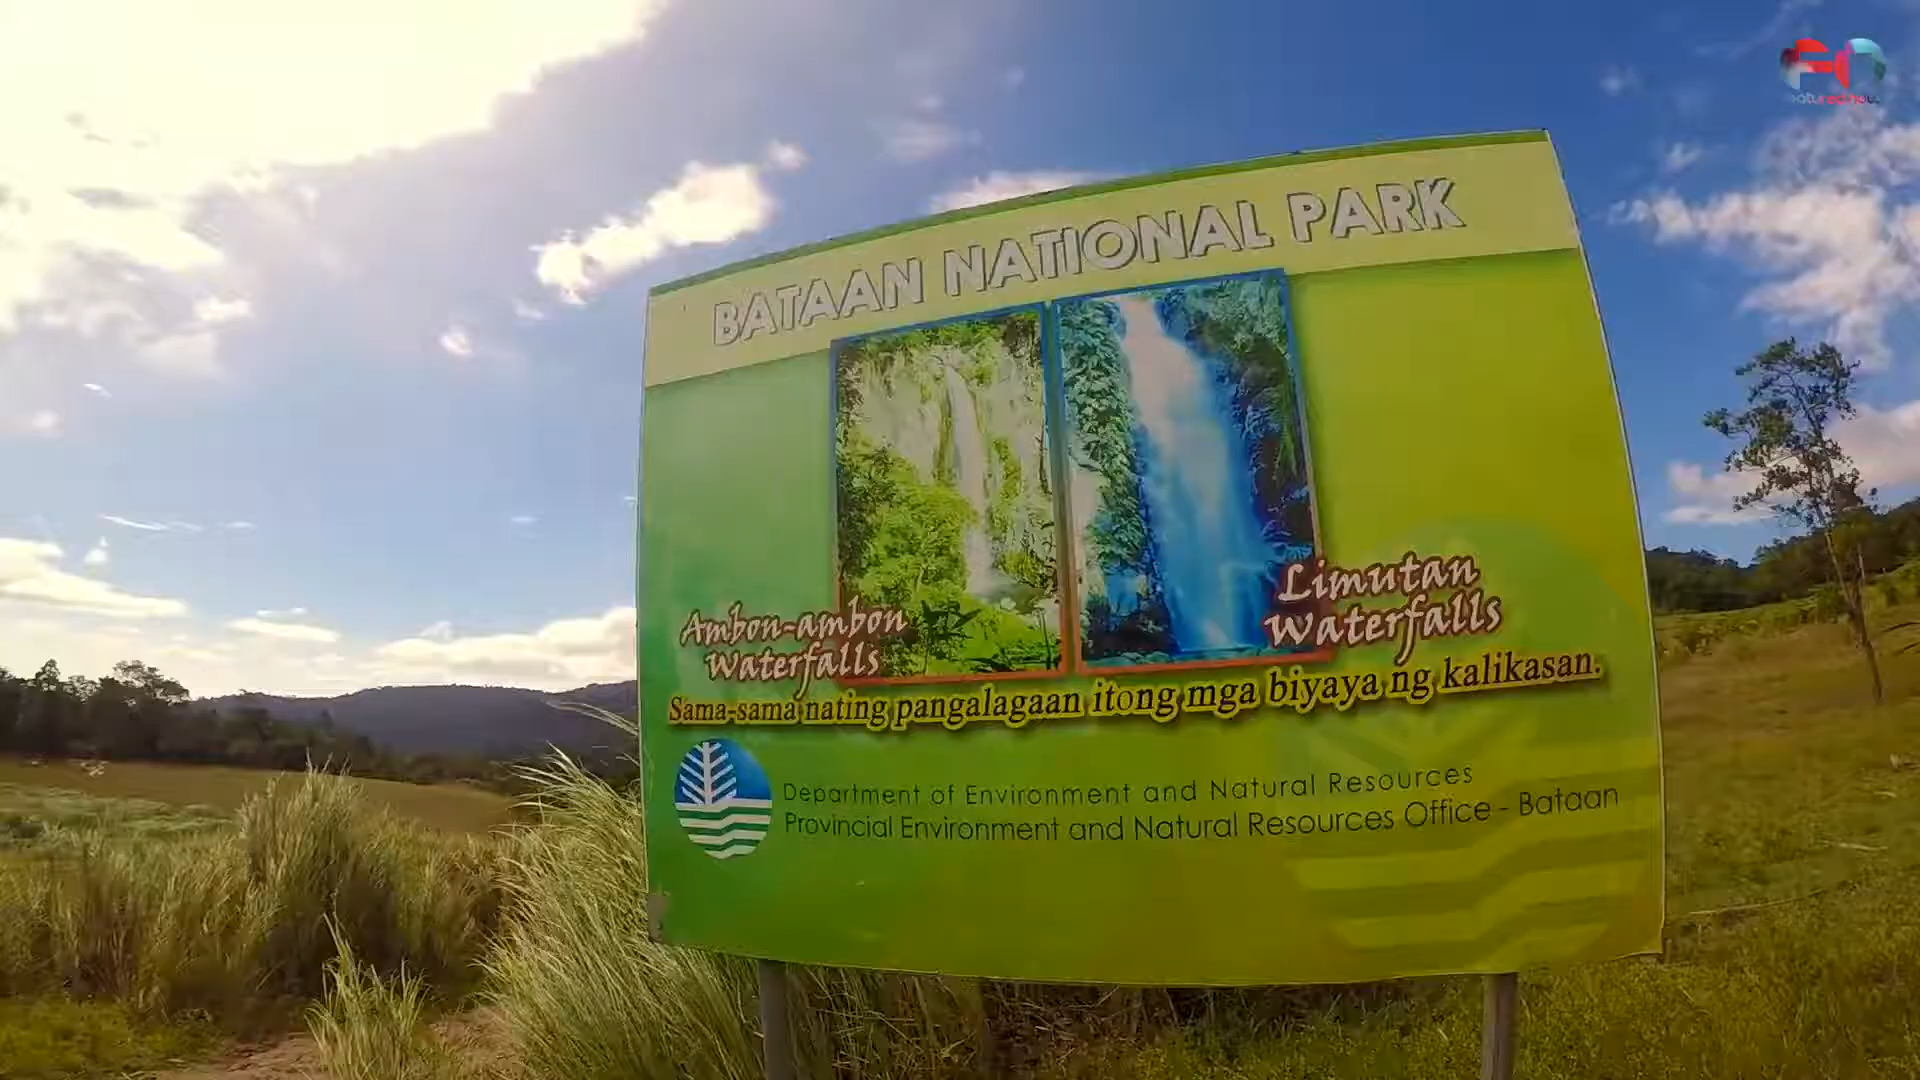 BATAAN NATIONAL PARK
Ambon-ambon
Waterfalls
Limutan
Waterfalls
Sama-sama nating pangalagaan itong mga biyaya ng kalikasan.
Department of Environment and Natural Resources
Provincial Environment and Natural Resources Office - Bataan